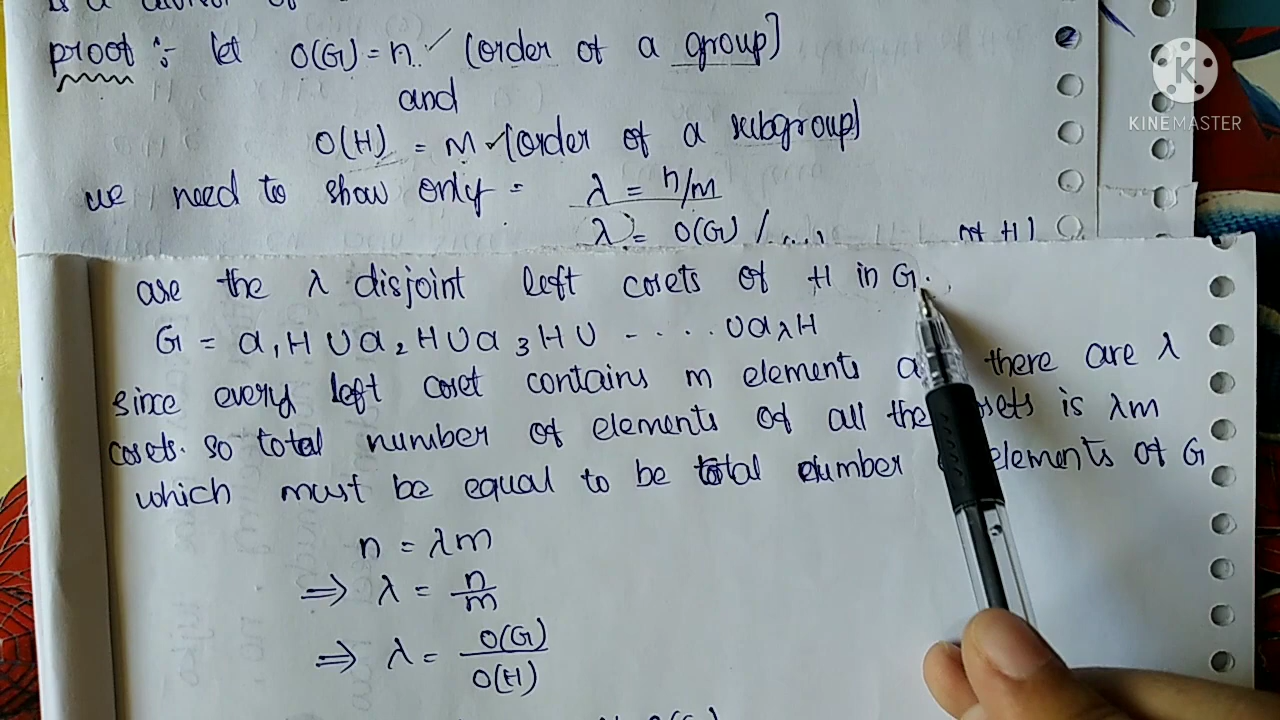 is a
proof :- let O(G) = n ✓ (order of a group)
and
O(H) = m ✓ (order of a subgroup)
we need to show only = λ = n/m
λ = O(G) / .... of H)
are the λ disjoint left cosets of H in G.
G = a₁H ∪ a₂H ∪ a₃H ∪ - . . . . ∪ aλH
since every left coset contains m elements there are λ
cosets. so total number of elements of all the is λm
which must be equal to be total number elements of G
n = λm
⇒ λ = n/m
⇒ λ = O(G)/O(H)
K
KINEMASTER